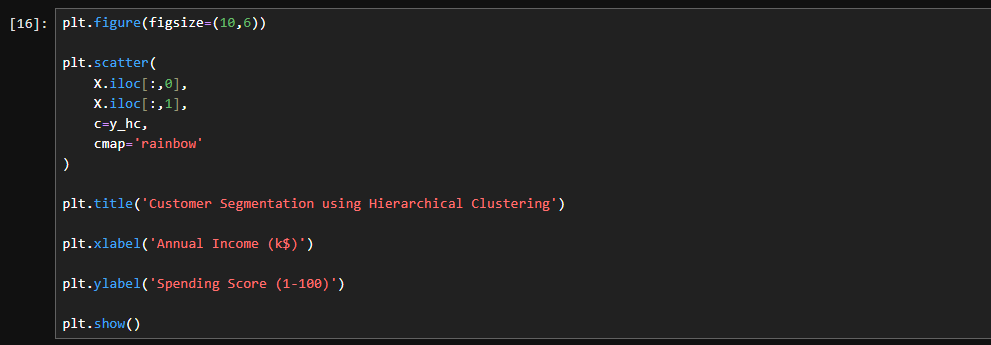 [16]: plt.figure(figsize=(10,6))
plt.scatter(
    X.iloc[:,0],
    X.iloc[:,1],
    c=y_hc,
    cmap='rainbow'
)
plt.title('Customer Segmentation using Hierarchical Clustering')
plt.xlabel('Annual Income (k$)')
plt.ylabel('Spending Score (1-100)')
plt.show()